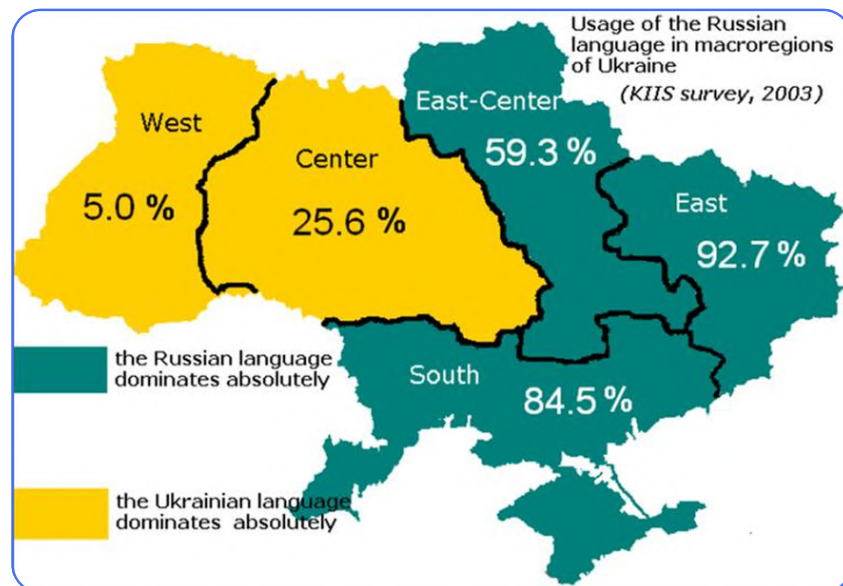 Usage of the Russian
language in macroregions
of Ukraine
(KIIS survey, 2003)
West
5.0 %
Center
25.6 %
East-Center
59.3 %
East
92.7 %
South
84.5 %
the Russian language
dominates absolutely
the Ukrainian language
dominates absolutely